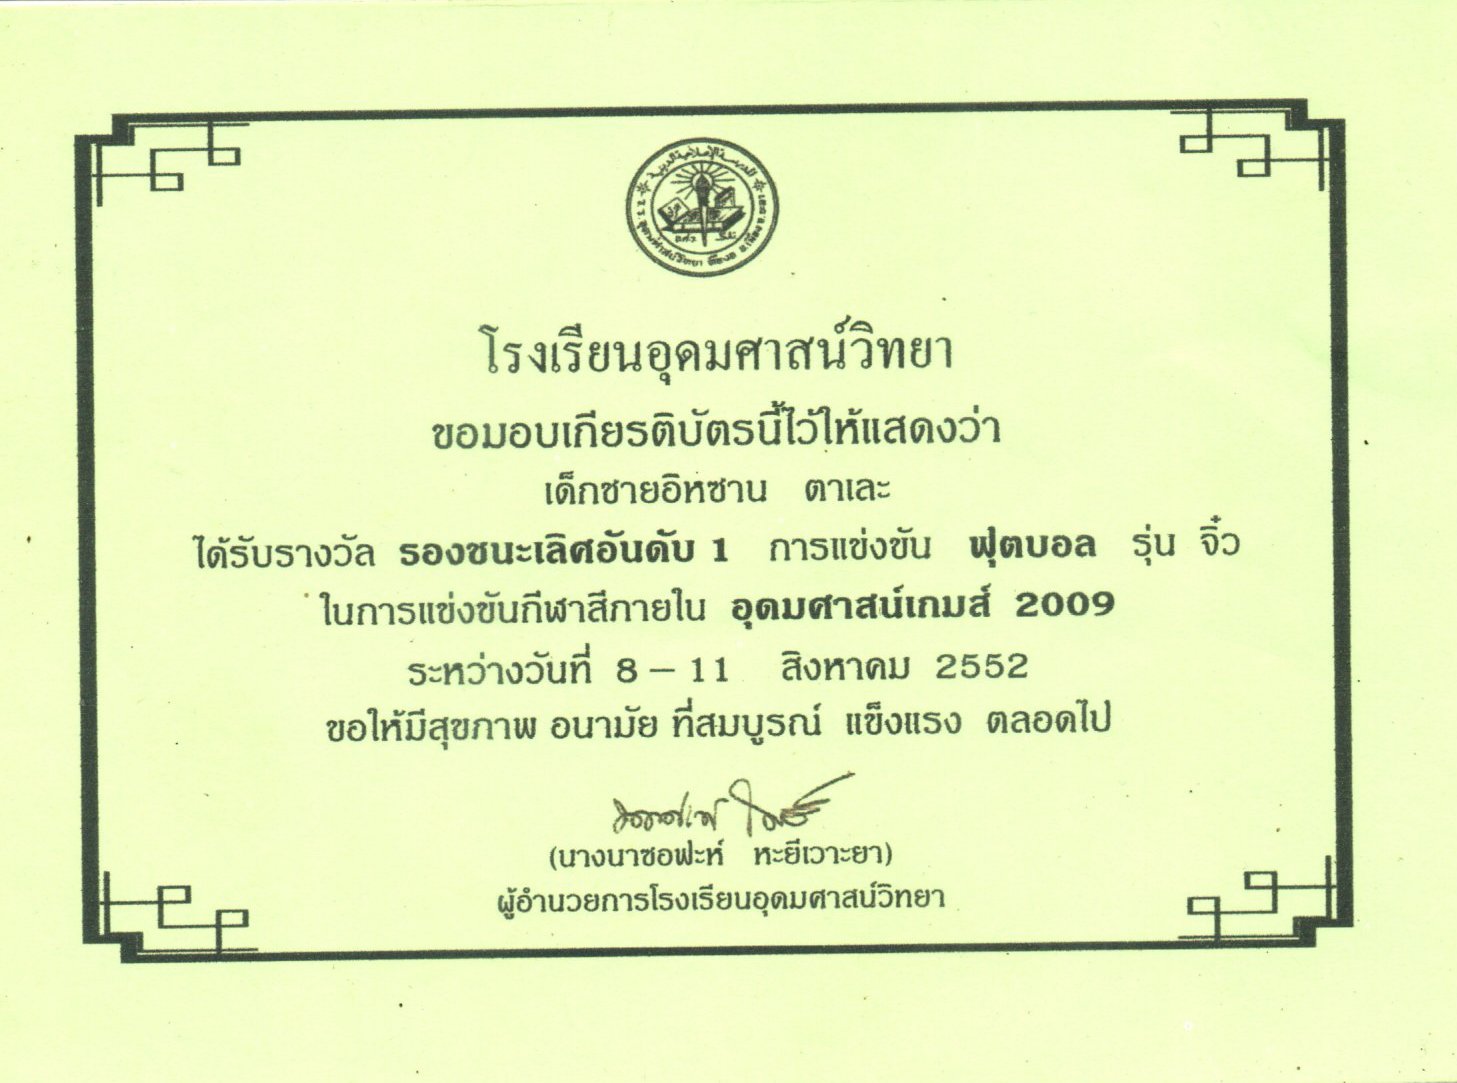 المدرسة الإسلامية الدينية
โรงเรียนอุดมศาสน์วิทยา
ขอมอบเกียรติบัตรนี้ไว้ให้แสดงว่า
เด็กชายอิหซาน ตาเละ
ได้รับรางวัล รองชนะเลิศอันดับ 1 การแข่งขัน ฟุตบอล รุ่น จิ๋ว
ในการแข่งขันกีฬาสีภายใน อุดมศาสน์เกมส์ 2009
ระหว่างวันที่ 8 – 11 สิงหาคม 2552
ขอให้มีสุขภาพ อนามัย ที่สมบูรณ์ แข็งแรง ตลอดไป
(นางนาซอฟะห์ หะยีเวาะยา)
ผู้อำนวยการโรงเรียนอุดมศาสน์วิทยา